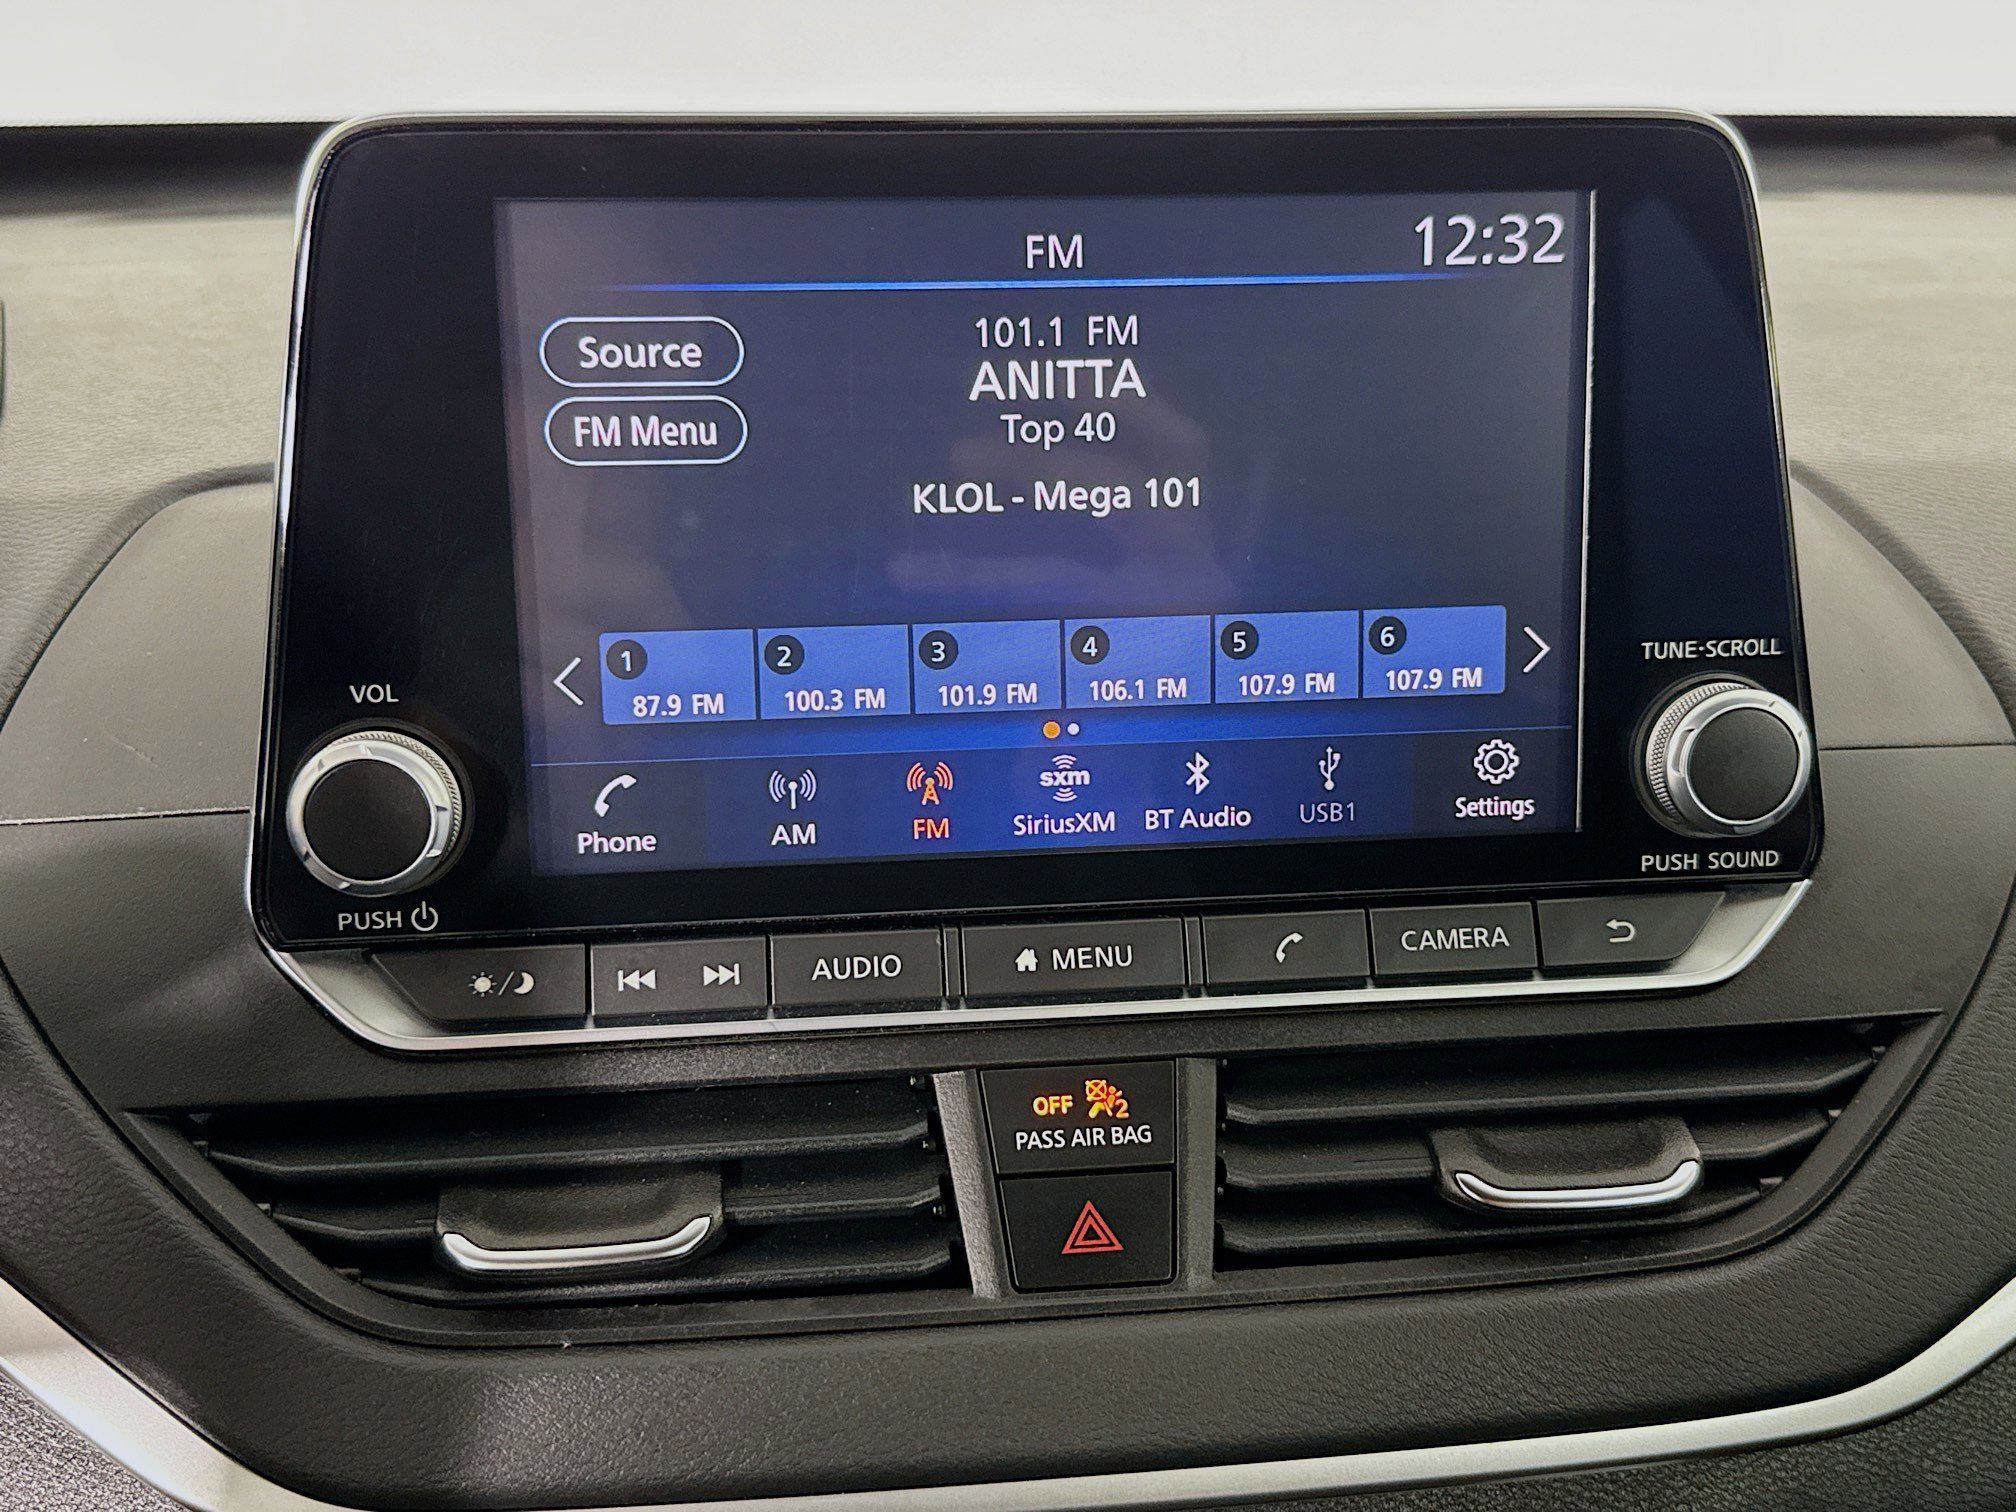 FM
12:32
Source
FM Menu
101.1 FM
ANITTA
Top 40
KLOL - Mega 101
1
2
3
4
5
6
87.9 FM
100.3 FM
101.9 FM
106.1 FM
107.9 FM
107.9 FM
Phone
AM
FM
sxm
SiriusXM
BT Audio
USB1
Settings
VOL
PUSH
TUNE·SCROLL
PUSH SOUND
AUDIO
MENU
CAMERA
OFF 2
PASS AIR BAG